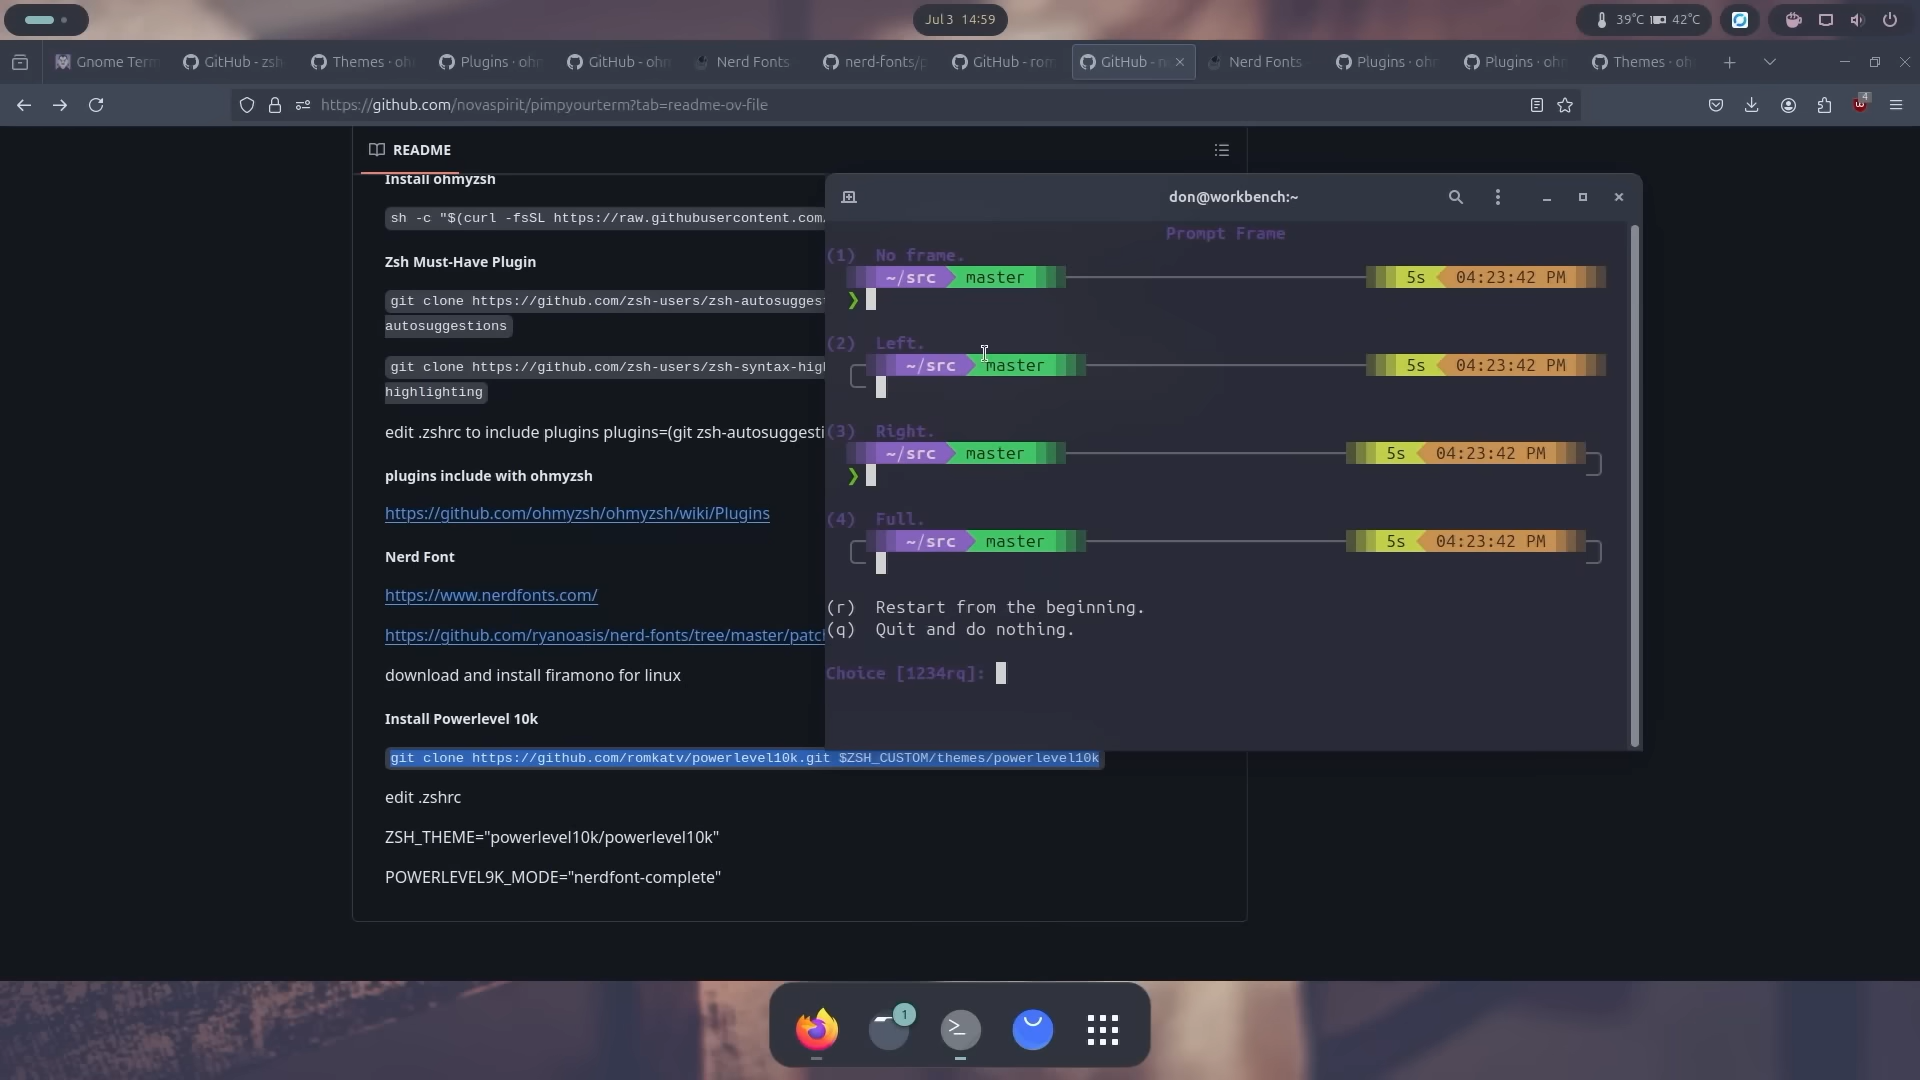 Jul 3 14:59
39°C 42°C
Gnome Term
GitHub - zsh
Themes · oh
Plugins · ohm
GitHub - ohm
Nerd Fonts
nerd-fonts/p
GitHub - rom
GitHub - n
Nerd Fonts
Plugins · ohm
Plugins · ohm
Themes · oh
https://github.com/novaspirit/pimpyourterm?tab=readme-ov-file
4
README
Install ohmyzsh
sh -c "$(curl -fsSL https://raw.githubusercontent.com.
Zsh Must-Have Plugin
git clone https://github.com/zsh-users/zsh-autosuggest
autosuggestions
git clone https://github.com/zsh-users/zsh-syntax-high
highlighting
edit .zshrc to include plugins plugins=(git zsh-autosuggesti
plugins include with ohmyzsh
https://github.com/ohmyzsh/ohmyzsh/wiki/Plugins
Nerd Font
https://www.nerdfonts.com/
https://github.com/ryanoasis/nerd-fonts/tree/master/patch
download and install firamono for linux
Install Powerlevel 10k
git clone https://github.com/romkatv/powerlevel10k.git $ZSH_CUSTOM/themes/powerlevel10k
edit .zshrc
ZSH_THEME="powerlevel10k/powerlevel10k"
POWERLEVEL9K_MODE="nerdfont-complete"
don@workbench:~
Prompt Frame
(1) No frame.
~/src master 5s 04:23:42 PM
❯
(2) Left.
~/src master 5s 04:23:42 PM
(3) Right.
~/src master 5s 04:23:42 PM
❯
(4) Full.
~/src master 5s 04:23:42 PM
(r) Restart from the beginning.
(q) Quit and do nothing.
Choice [1234rq]:
1